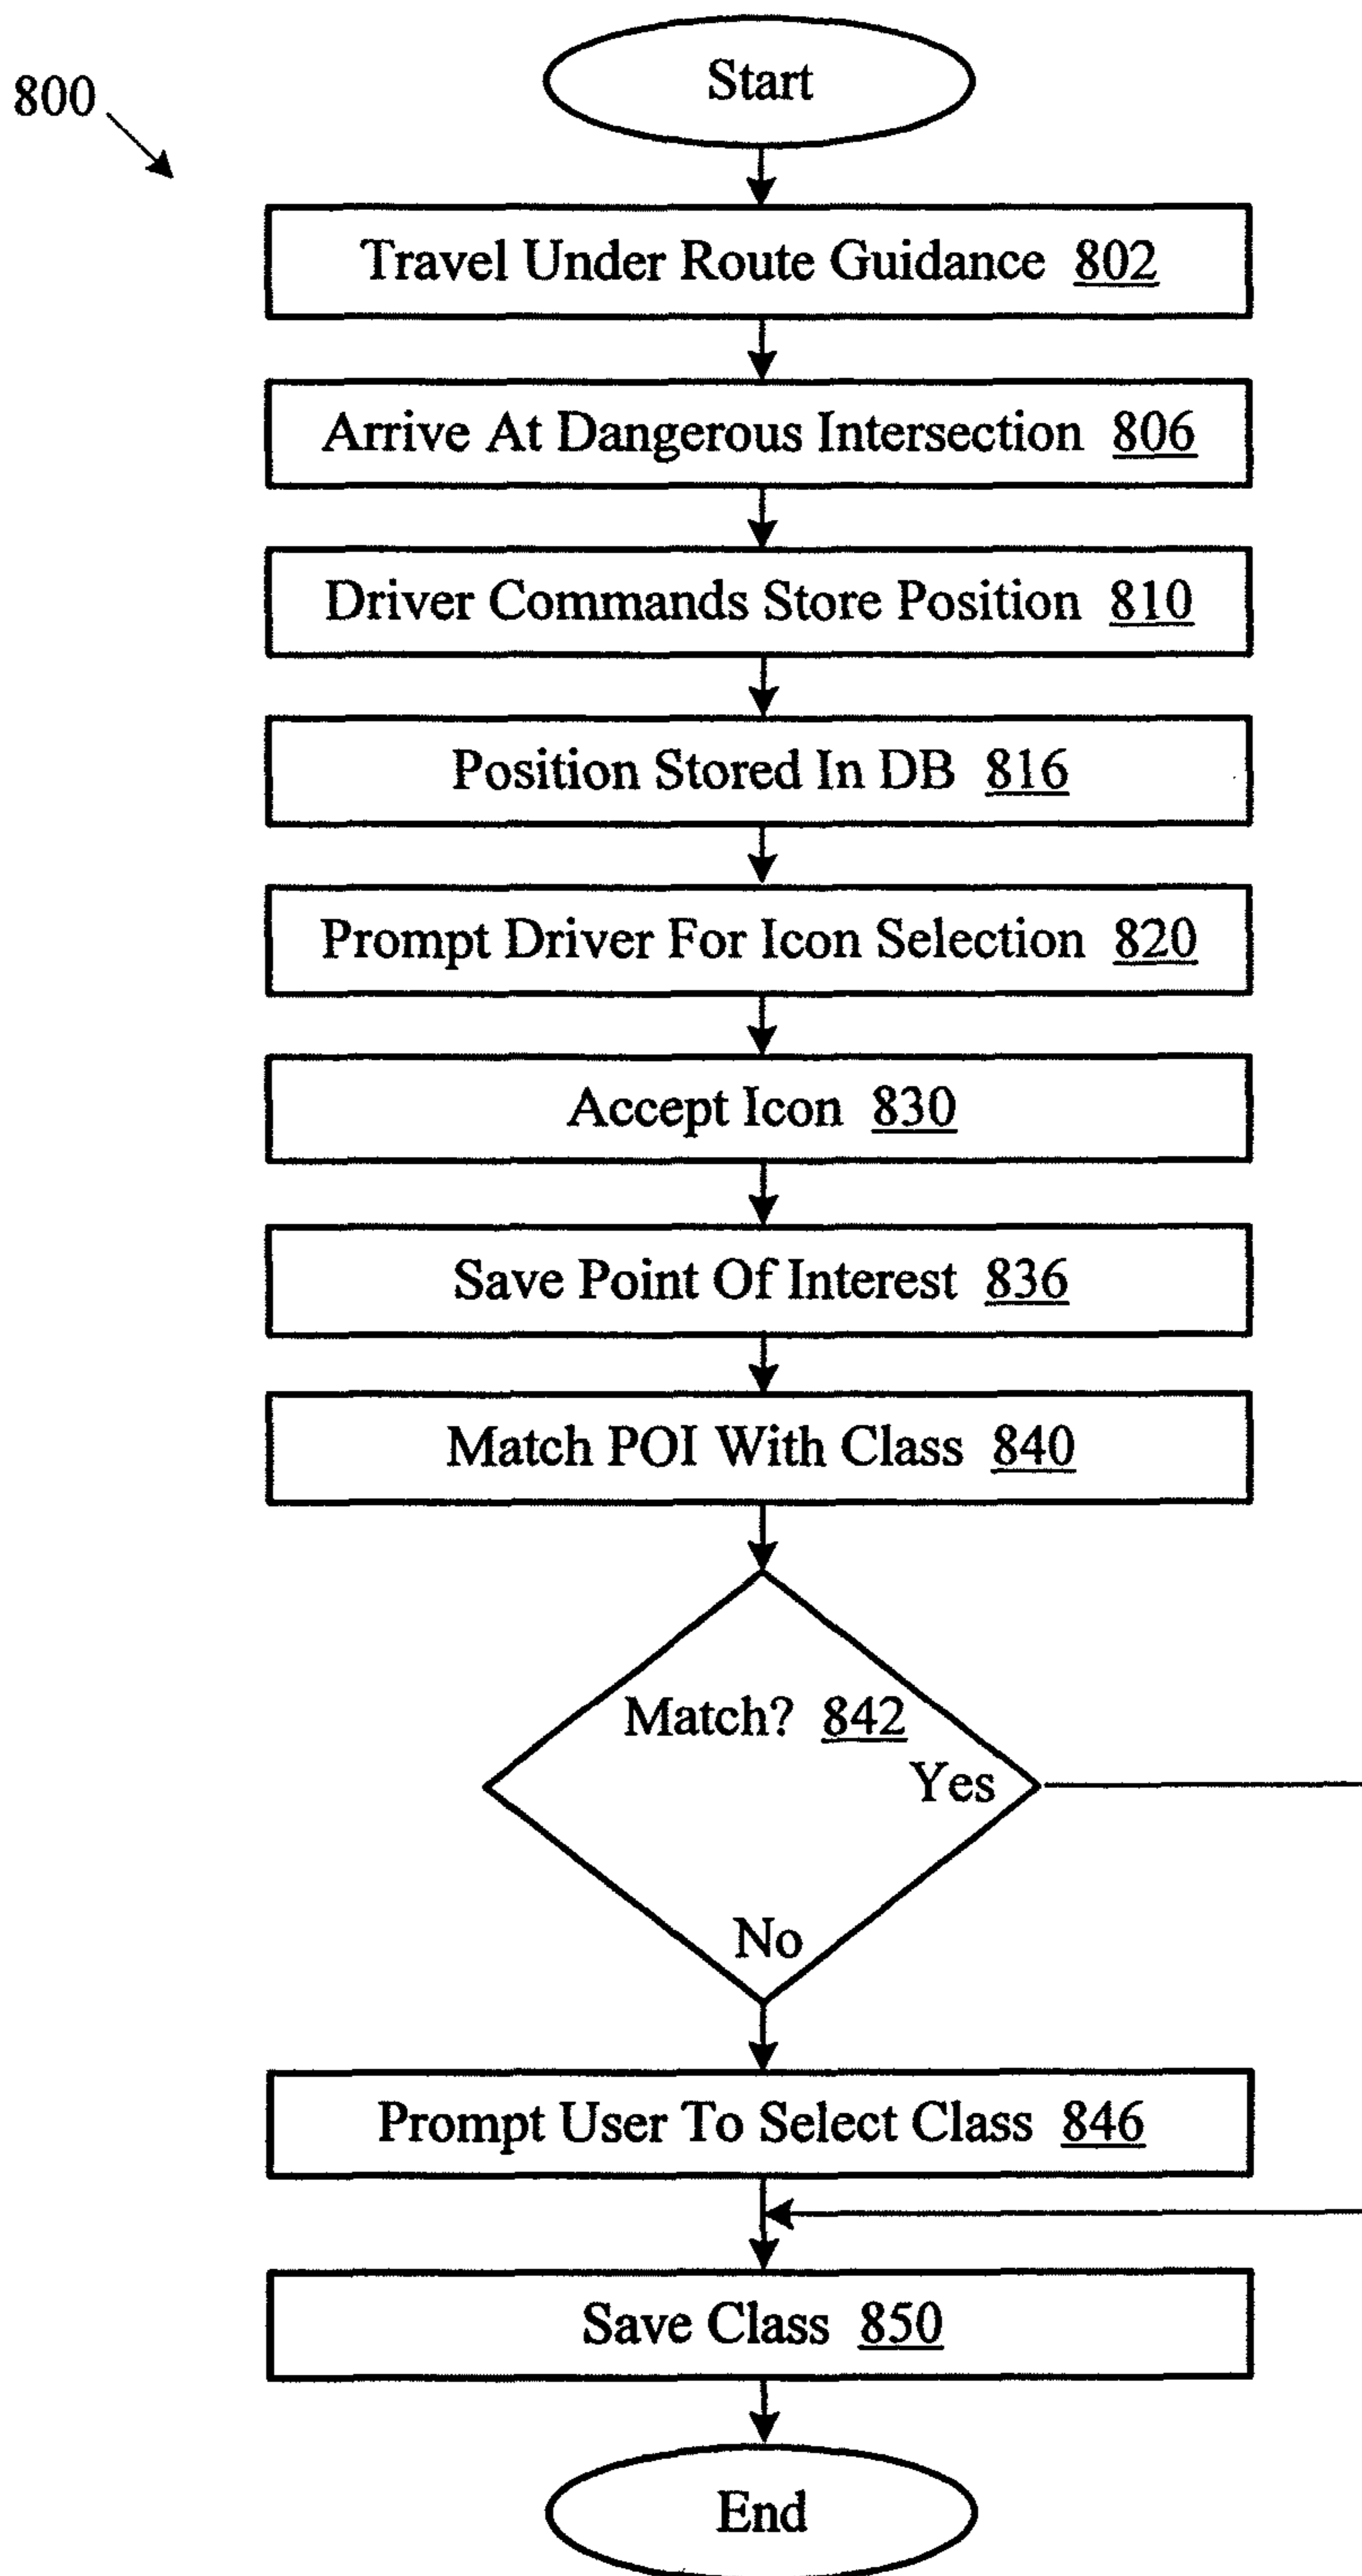 Start
800
Travel Under Route Guidance 802
Arrive At Dangerous Intersection 806
Driver Commands Store Position 810
Position Stored In DB 816
Prompt Driver For Icon Selection 820
Accept Icon 830
Save Point Of Interest 836
Match POI With Class 840
Match? 842
Yes
No
Prompt User To Select Class 846
Save Class 850
End